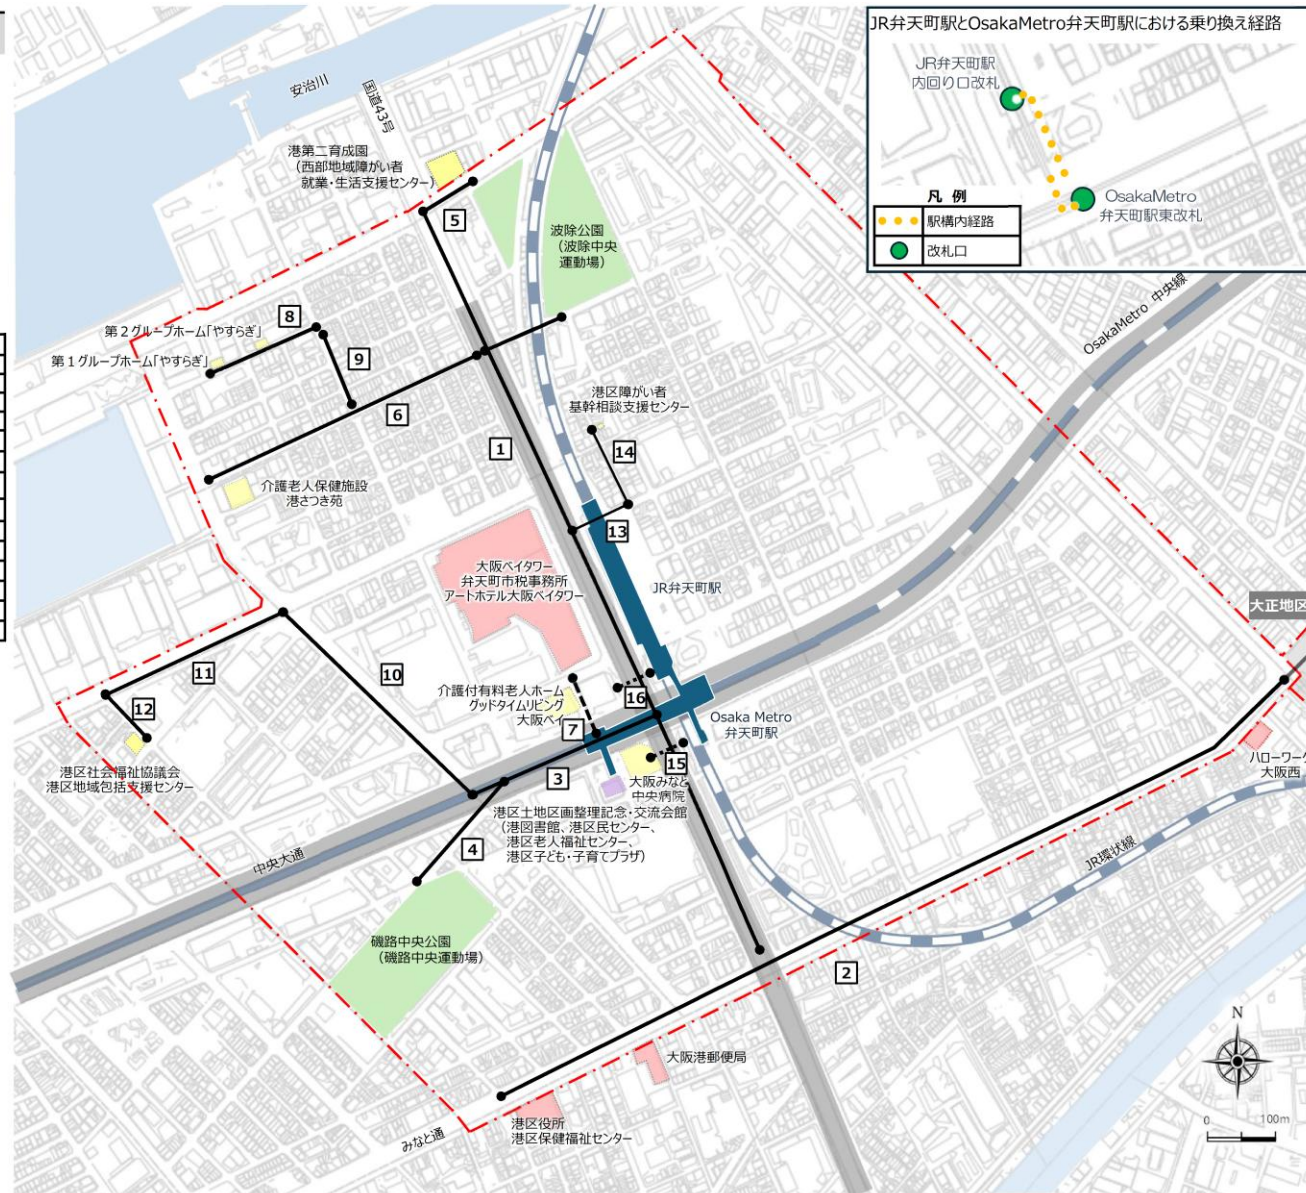 JR弁天町駅とOsakaMetro弁天町駅における乗り換え経路
JR弁天町駅
内回り口改札
OsakaMetro
弁天町駅東改札
凡 例
駅構内経路
改札口
安治川
国道43号
港第二育成園
(西部地域障がい者
就業・生活支援センター)
5
波除公園
(波除中央
運動場)
OsakaMetro 中央線
8
第2グループホーム「やすらぎ」
第1グループホーム「やすらぎ」
9
6
港区障がい者
基幹相談支援センター
1
14
介護老人保健施設
港さつき苑
13
大阪ベイタワー
弁天町市税事務所
アートホテル大阪ベイタワー
JR弁天町駅
大正地区
11
10
12
介護付有料老人ホーム
グッドタイムリビング
大阪ベイ
16
7
Osaka Metro
弁天町駅
15
3
港区社会福祉協議会
港区地域包括支援センター
大阪みなと
中央病院
ハローワーク
大阪西
港区土地区画整理記念・交流会館
(港図書館、港区民センター、
港区老人福祉センター、
港区子ども・子育てプラザ)
4
中央大通
JR環状線
磯路中央公園
(磯路中央運動場)
2
N
大阪港郵便局
0 100m
港区役所
港区保健福祉センター
みなと通